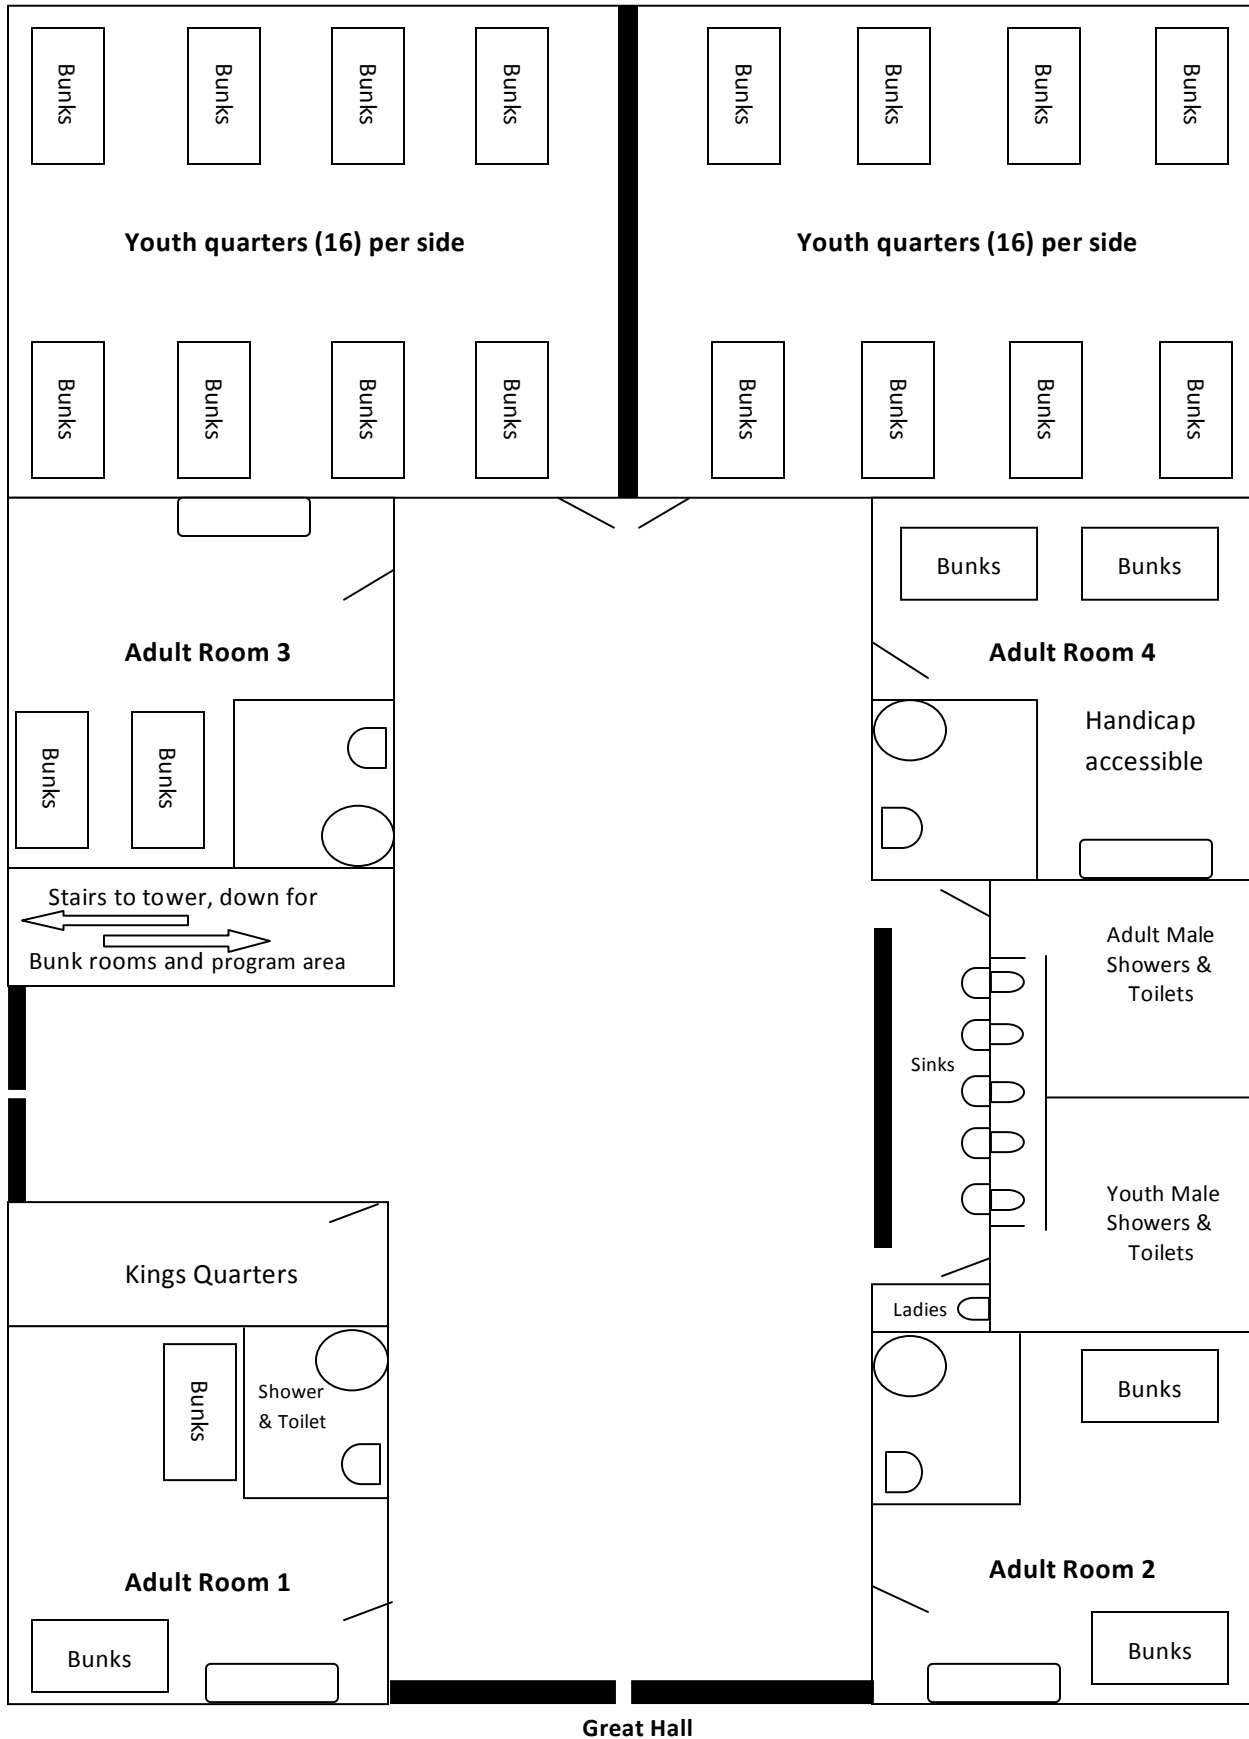 Bunks
Bunks
Bunks
Bunks
Bunks
Bunks
Bunks
Bunks
Youth quarters (16) per side
Youth quarters (16) per side
Bunks
Bunks
Bunks
Bunks
Bunks
Bunks
Bunks
Bunks
Bunks
Bunks
Adult Room 3
Adult Room 4
Handicap
accessible
Bunks
Bunks
Stairs to tower, down for
Bunk rooms and program area
Adult Male
Showers &
Toilets
Sinks
Youth Male
Showers &
Toilets
Kings Quarters
Ladies
Bunks
Shower
& Toilet
Bunks
Adult Room 1
Adult Room 2
Bunks
Bunks
Great Hall